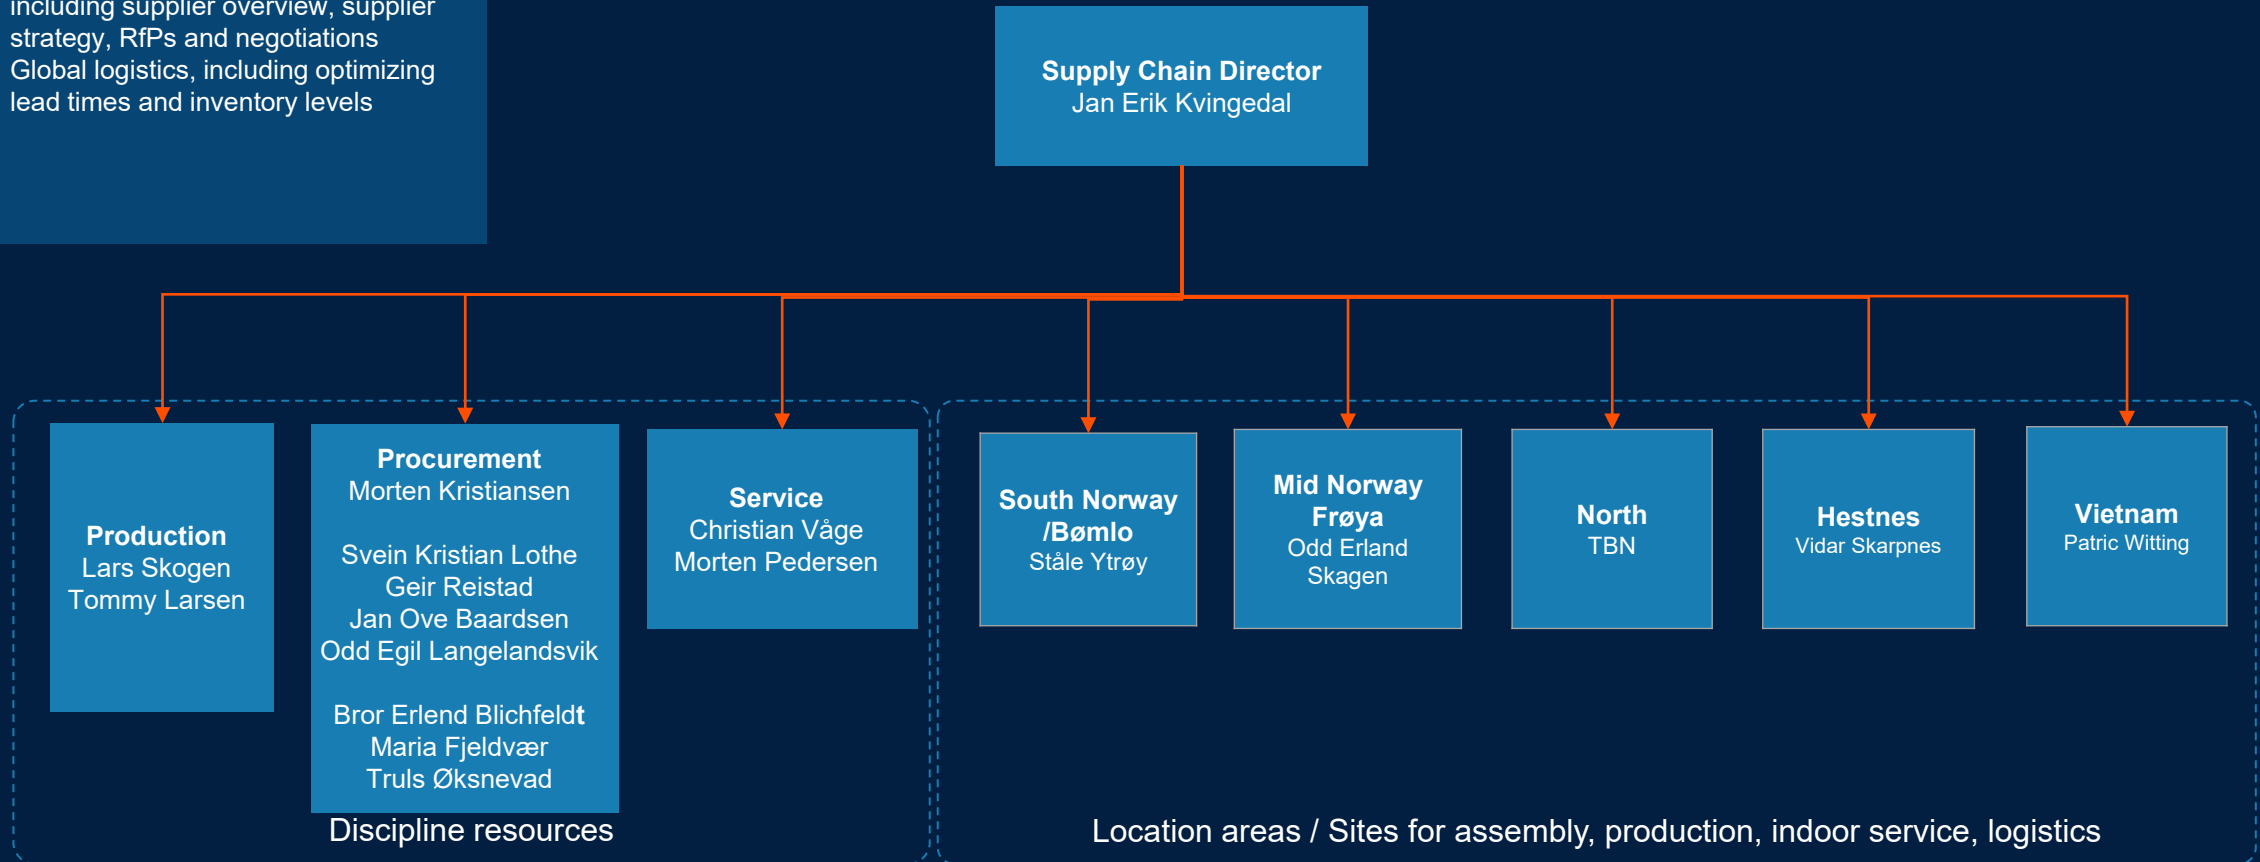 including supplier overview, supplier
strategy, RfPs and negotiations
Global logistics, including optimizing
lead times and inventory levels
Supply Chain Director
Jan Erik Kvingedal
Production
Lars Skogen
Tommy Larsen
Procurement
Morten Kristiansen
Svein Kristian Lothe
Geir Reistad
Jan Ove Baardsen
Odd Egil Langelandsvik
Bror Erlend Blichfeldt
Maria Fjeldvær
Truls Øksnevad
Service
Christian Våge
Morten Pedersen
South Norway
/Bømlo
Ståle Ytrøy
Mid Norway
Frøya
Odd Erland
Skagen
North
TBN
Hestnes
Vidar Skarpnes
Vietnam
Patric Witting
Discipline resources
Location areas / Sites for assembly, production, indoor service, logistics